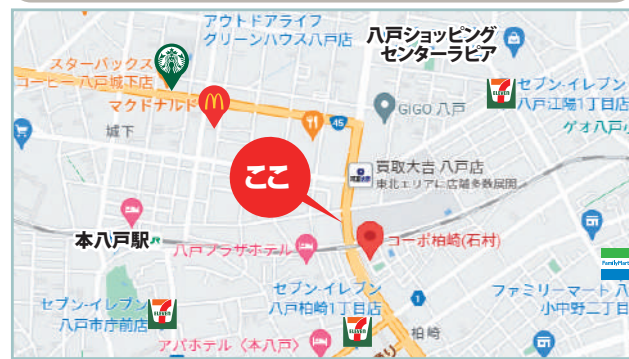 アウトドアライフ
グリーンハウス八戸店
八戸ショッピング
センターラピア
スターバックス
コーヒー 八戸城下店
マクドナルド
セブン-イレブン
八戸江陽1丁目店
ELEVEN
GiGO 八戸
45
城下
ゲオ八戸
ここ
買取大吉 八戸店
東北エリアに店舗多数展開
本八戸駅
JR
八戸プラザホテル
コーポ柏崎(石村)
セブン-イレブン
八戸市庁前店
ELEVEN
セブン-イレブン
八戸柏崎1丁目店
ELEVEN
1
FamilyMart
ファミリーマート 八
小中野二丁目
アパホテル〈本八戸〉
柏崎